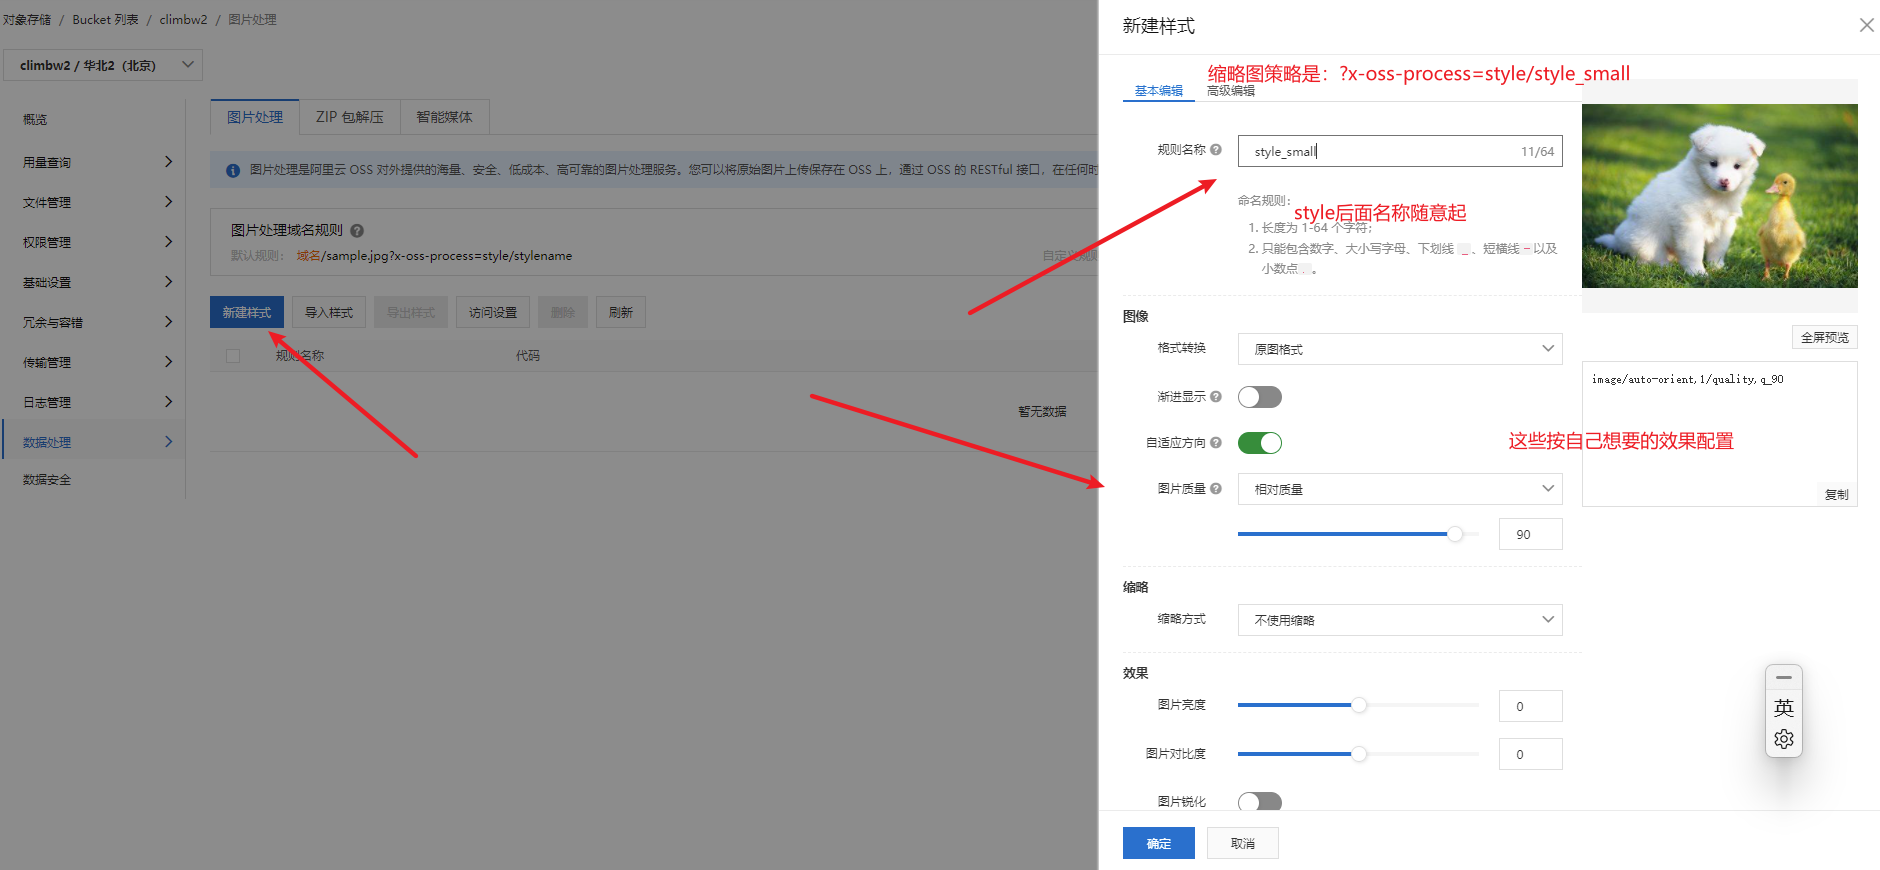 对象存储 / Bucket 列表 / climbw2 / 图片处理
climbw2 / 华北2（北京）
概览
用量查询
文件管理
权限管理
基础设置
冗余与容错
传输管理
日志管理
数据处理
数据安全
图片处理
ZIP 包解压
智能媒体
图片处理是阿里云 OSS 对外提供的海量、安全、低成本、高可靠的图片处理服务。您可以将原始图片上传保存在 OSS 上，通过 OSS 的 RESTful 接口，在任何时
图片处理域名规则
默认规则： 域名/sample.jpg?x-oss-process=style/stylename
自定义规则
新建样式
导入样式
导出样式
访问设置
删除
刷新
规则名称
代码
暂无数据
新建样式
缩略图策略是：?x-oss-process=style/style_small
基本编辑
高级编辑
规则名称
style_small
11/64
命名规则：
style后面名称随意起
1. 长度为 1-64 个字符；
2. 只能包含数字、大小写字母、下划线 _ 、短横线 - 以及
小数点 . 。
图像
格式转换
原图格式
渐进显示
自适应方向
图片质量
相对质量
90
缩略
缩略方式
不使用缩略
效果
图片亮度
0
图片对比度
0
图片锐化
确定
取消
全屏预览
image/auto-orient,1/quality,q_90
这些按自己想要的效果配置
复制
英